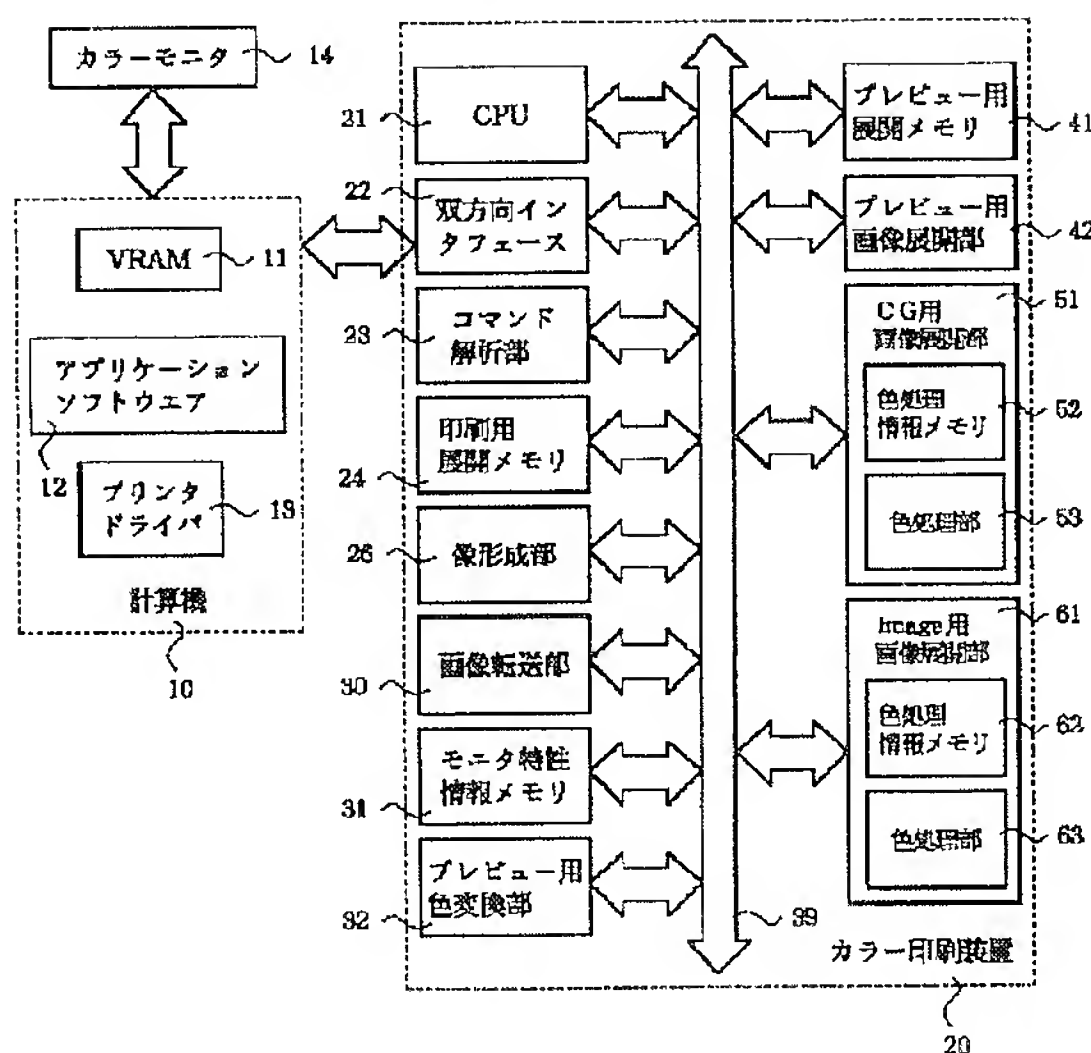 カラーモニタ
14
VRAM
11
アプリケーション
ソフトウエア
12
プリンタ
ドライバ
13
計算機
10
21
CPU
22
双方向イン
タフェース
23
コマンド
解析部
印刷用
展開メモリ
24
像形成部
画像転送部
30
モニタ特性
情報メモリ
31
プレビュー用
色変換部
32
39
プレビュー用
展開メモリ
41
プレビュー用
画像展開部
42
51
CG用
画像展開部
色処理
情報メモリ
52
色処理部
53
61
Image用
画像展開部
色処理
情報メモリ
62
色処理部
63
カラー印刷装置
20